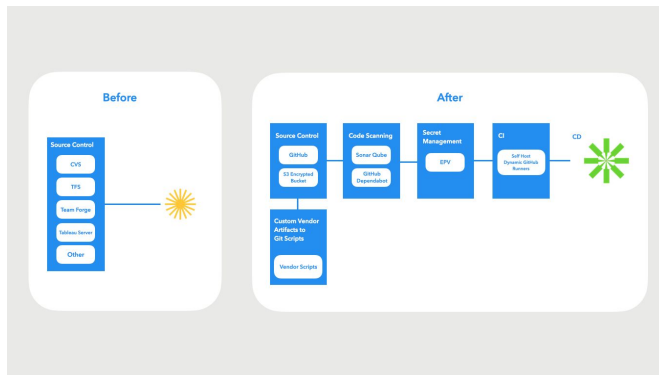 Before
Source Control
CVS
TFS
Team Forge
Tableau Server
Other
After
Source Control
GitHub
S3 Encrypted
Bucket
Custom Vendor
Artifacts to
Git Scripts
Vendor Scripts
Code Scanning
Sonar Qube
GitHub
Dependabot
Secret
Management
EPV
CI
Self Host
Dynamic GitHub
Runners
CD